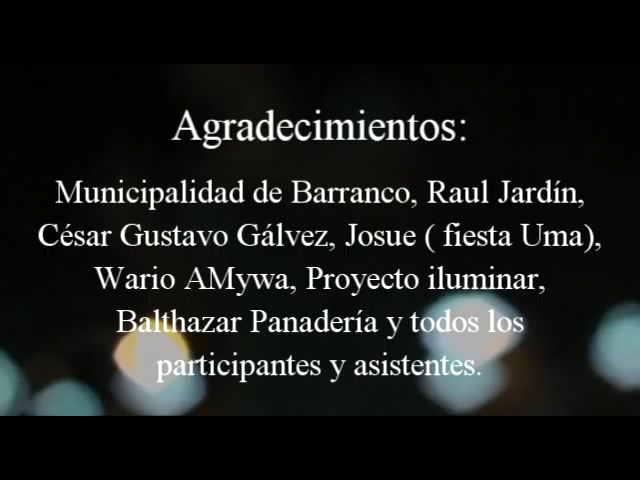 Agradecimientos:
Municipalidad de Barranco, Raul Jardín,
César Gustavo Gálvez, Josue ( fiesta Uma),
Wario AMywa, Proyecto iluminar,
Balthazar Panadería y todos los
participantes y asistentes.